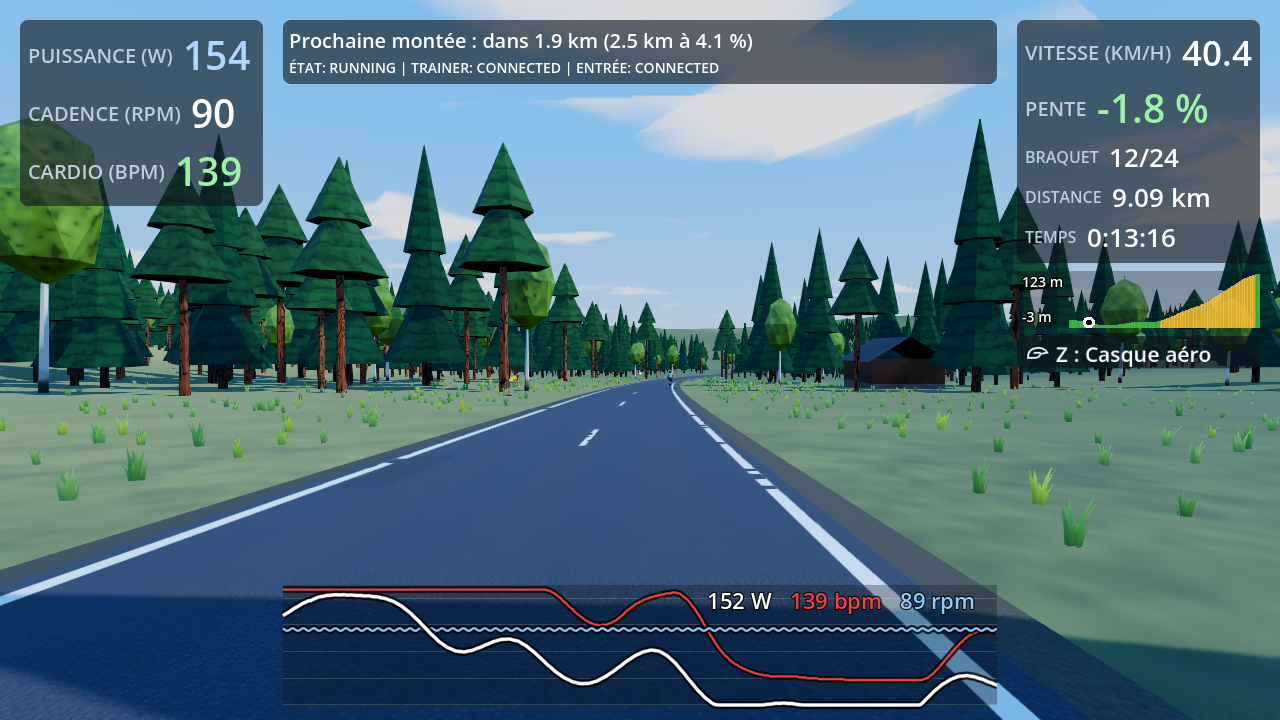 PUISSANCE (W) 154
CADENCE (RPM) 90
CARDIO (BPM) 139
Prochaine montée : dans 1.9 km (2.5 km à 4.1 %)
ÉTAT: RUNNING | TRAINER: CONNECTED | ENTRÉE: CONNECTED
VITESSE (KM/H) 40.4
PENTE -1.8 %
BRAQUET 12/24
DISTANCE 9.09 km
TEMPS 0:13:16
123 m
-3 m
Z : Casque aéro
152 W 139 bpm 89 rpm